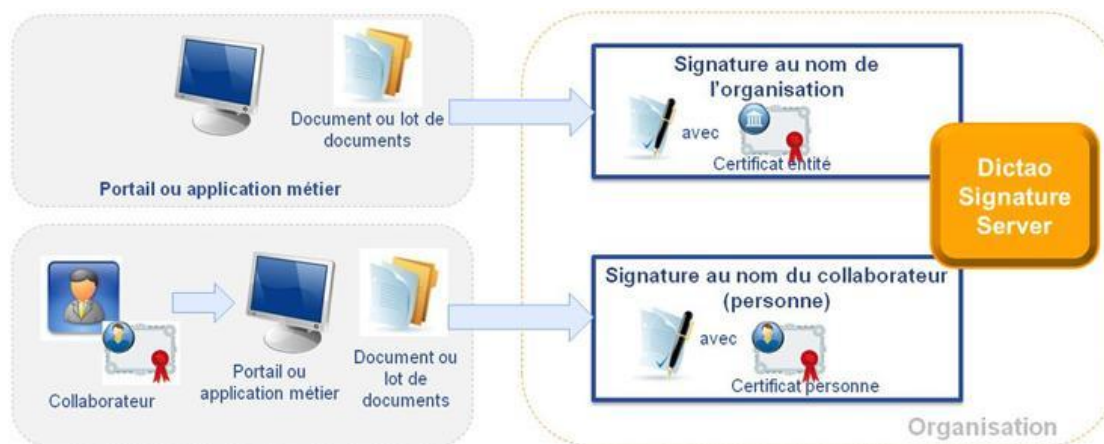 Document ou lot de
documents
Portail ou application métier
Signature au nom de
l'organisation
avec
Certificat entité
Dictao
Signature
Server
Collaborateur
Portail ou
application métier
Document ou
lot de
documents
Signature au nom du collaborateur
(personne)
avec
Certificat personne
Organisation